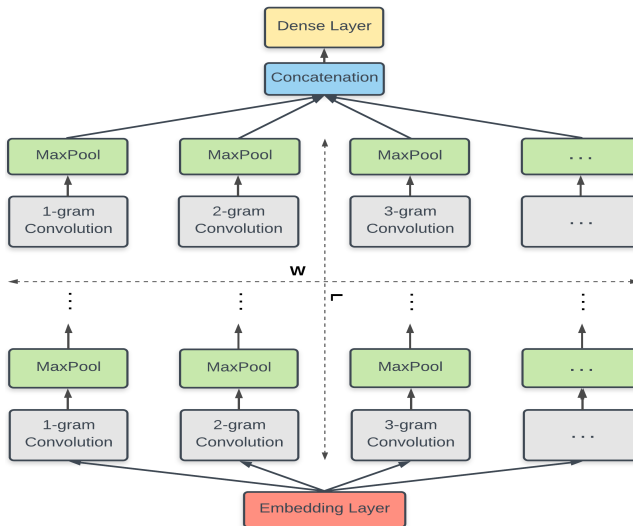 Dense Layer
Concatenation
MaxPool MaxPool MaxPool ...
1-gram Convolution 2-gram Convolution 3-gram Convolution ...
W
L
... ... ... ...
MaxPool MaxPool MaxPool ...
1-gram Convolution 2-gram Convolution 3-gram Convolution ...
Embedding Layer